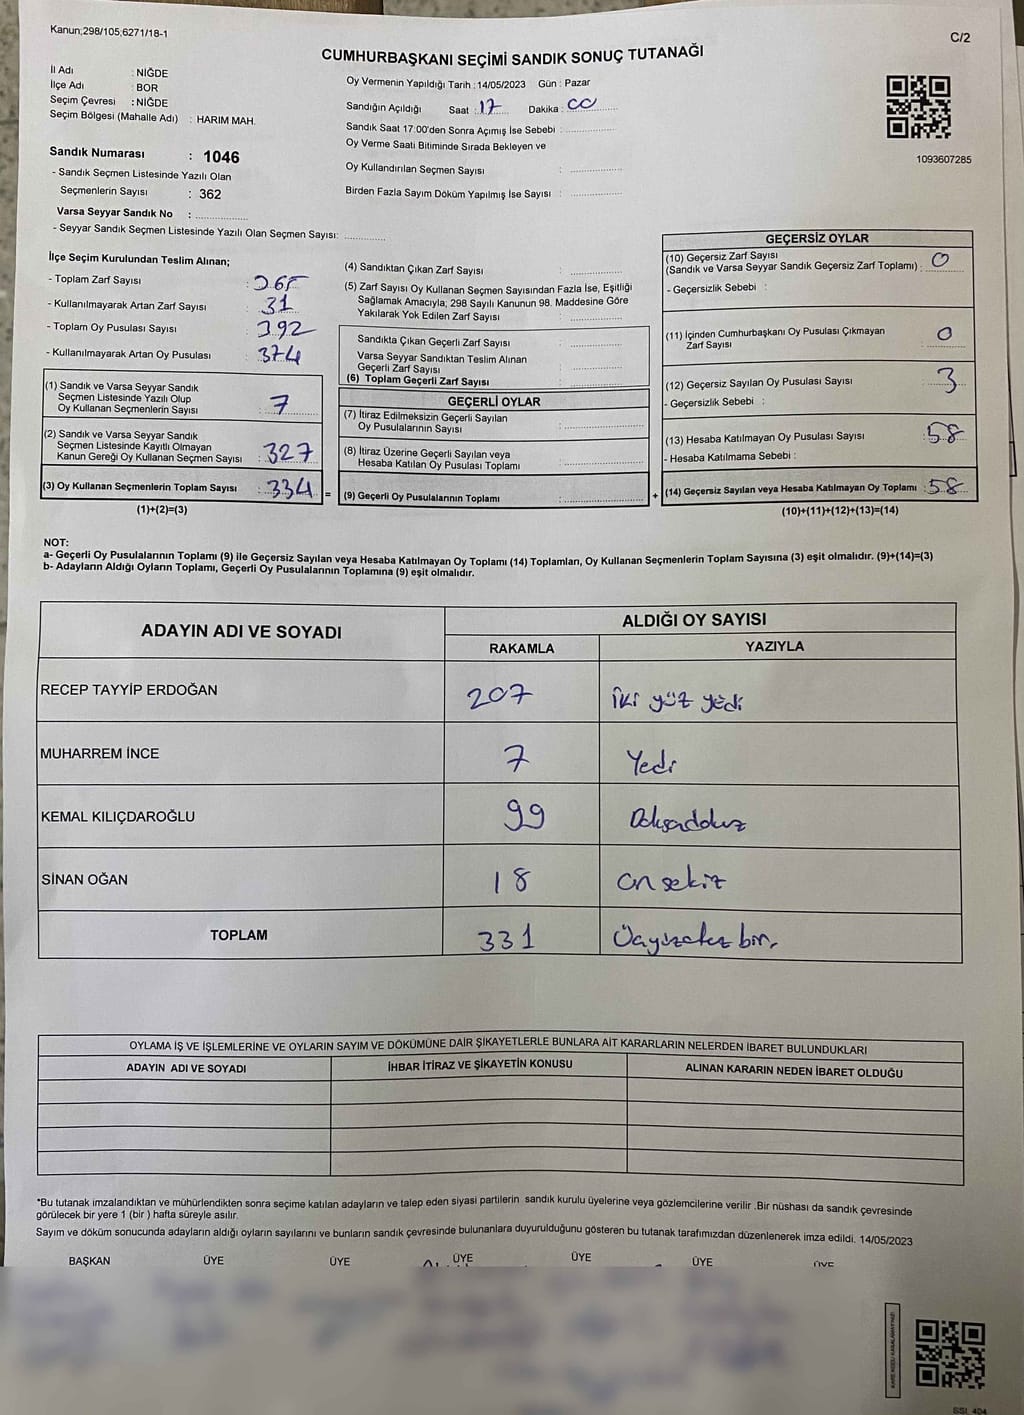 Kanun;298/105;6271/18-1
C/2
CUMHURBAŞKANI SEÇİMİ SANDIK SONUÇ TUTANAĞI
İl Adı : NİĞDE
İlçe Adı : BOR
Seçim Çevresi : NİĞDE
Seçim Bölgesi (Mahalle Adı) : HARIM MAH.
Sandık Numarası : 1046
- Sandık Seçmen Listesinde Yazılı Olan
Seçmenlerin Sayısı : 362
Varsa Seyyar Sandık No :
- Seyyar Sandık Seçmen Listesinde Yazılı Olan Seçmen Sayısı:
Oy Vermenin Yapıldığı Tarih : 14/05/2023 Gün : Pazar
Sandığın Açıldığı Saat : 17 Dakika : 00
Sandık Saat 17:00'den Sonra Açımış İse Sebebi :
Oy Verme Saati Bitiminde Sırada Bekleyen ve
Oy Kullandırılan Seçmen Sayısı :
Birden Fazla Sayım Döküm Yapılmış İse Sayısı :
1093607285
İlçe Seçim Kurulundan Teslim Alınan;
- Toplam Zarf Sayısı :
- Kullanılmayarak Artan Zarf Sayısı : 31
- Toplam Oy Pusulası Sayısı : 392
- Kullanılmayarak Artan Oy Pusulası : 374
(1) Sandık ve Varsa Seyyar Sandık
Seçmen Listesinde Yazılı Olup
Oy Kullanan Seçmenlerin Sayısı : 7
(2) Sandık ve Varsa Seyyar Sandık
Seçmen Listesinde Kayıtlı Olmayan
Kanun Gereği Oy Kullanan Seçmen Sayısı : 327
(3) Oy Kullanan Seçmenlerin Toplam Sayısı : 334
(1)+(2)=(3)
=
(4) Sandıktan Çıkan Zarf Sayısı :
(5) Zarf Sayısı Oy Kullanan Seçmen Sayısından Fazla İse, Eşitliği
Sağlamak Amacıyla; 298 Sayılı Kanunun 98. Maddesine Göre
Yakılarak Yok Edilen Zarf Sayısı :
Sandıkta Çıkan Geçerli Zarf Sayısı :
Varsa Seyyar Sandıktan Teslim Alınan
Geçerli Zarf Sayısı :
(6) Toplam Geçerli Zarf Sayısı :
GEÇERLİ OYLAR
(7) İtiraz Edilmeksizin Geçerli Sayılan
Oy Pusulalarının Sayısı :
(8) İtiraz Üzerine Geçerli Sayılan veya
Hesaba Katılan Oy Pusulası Toplamı :
(9) Geçerli Oy Pusulalarının Toplamı :
+
GEÇERSİZ OYLAR
(10) Geçersiz Zarf Sayısı
(Sandık ve Varsa Seyyar Sandık Geçersiz Zarf Toplamı) : 0
- Geçersizlik Sebebi :
(11) İçinden Cumhurbaşkanı Oy Pusulası Çıkmayan
Zarf Sayısı 0
(12) Geçersiz Sayılan Oy Pusulası Sayısı 3
- Geçersizlik Sebebi :
(13) Hesaba Katılmayan Oy Pusulası Sayısı : 58
- Hesaba Katılmama Sebebi :
(14) Geçersiz Sayılan veya Hesaba Katılmayan Oy Toplamı : 58
(10)+(11)+(12)+(13)=(14)
NOT:
a- Geçerli Oy Pusulalarının Toplamı (9) ile Geçersiz Sayılan veya Hesaba Katılmayan Oy Toplamı (14) Toplamları, Oy Kullanan Seçmenlerin Toplam Sayısına (3) eşit olmalıdır. (9)+(14)=(3)
b- Adayların Aldığı Oyların Toplamı, Geçerli Oy Pusulalarının Toplamına (9) eşit olmalıdır.
ADAYIN ADI VE SOYADI
ALDIĞI OY SAYISI
RAKAMLA YAZIYLA
RECEP TAYYİP ERDOĞAN 207 iki yüz yedi
MUHARREM İNCE 7 Yedi
KEMAL KILIÇDAROĞLU 99
SİNAN OĞAN 18 on sekiz
TOPLAM 331
OYLAMA İŞ VE İŞLEMLERİNE VE OYLARIN SAYIM VE DÖKÜMÜNE DAİR ŞİKAYETLERLE BUNLARA AİT KARARLARIN NELERDEN İBARET BULUNDUKLARI
ADAYIN ADI VE SOYADI İHBAR İTİRAZ VE ŞİKAYETİN KONUSU ALINAN KARARIN NEDEN İBARET OLDUĞU
*Bu tutanak imzalandıktan ve mühürlendikten sonra seçime katılan adayların ve talep eden siyasi partilerin sandık kurulu üyelerine veya gözlemcilerine verilir .Bir nüshası da sandık çevresinde
görülecek bir yere 1 (bir ) hafta süreyle asılır.
Sayım ve döküm sonucunda adayların aldığı oyların sayılarını ve bunların sandık çevresinde bulunanlara duyurulduğunu gösteren bu tutanak tarafımızdan düzenlenerek imza edildi. 14/05/2023
BAŞKAN ÜYE ÜYE ÜYE ÜYE ÜYE ÜYE